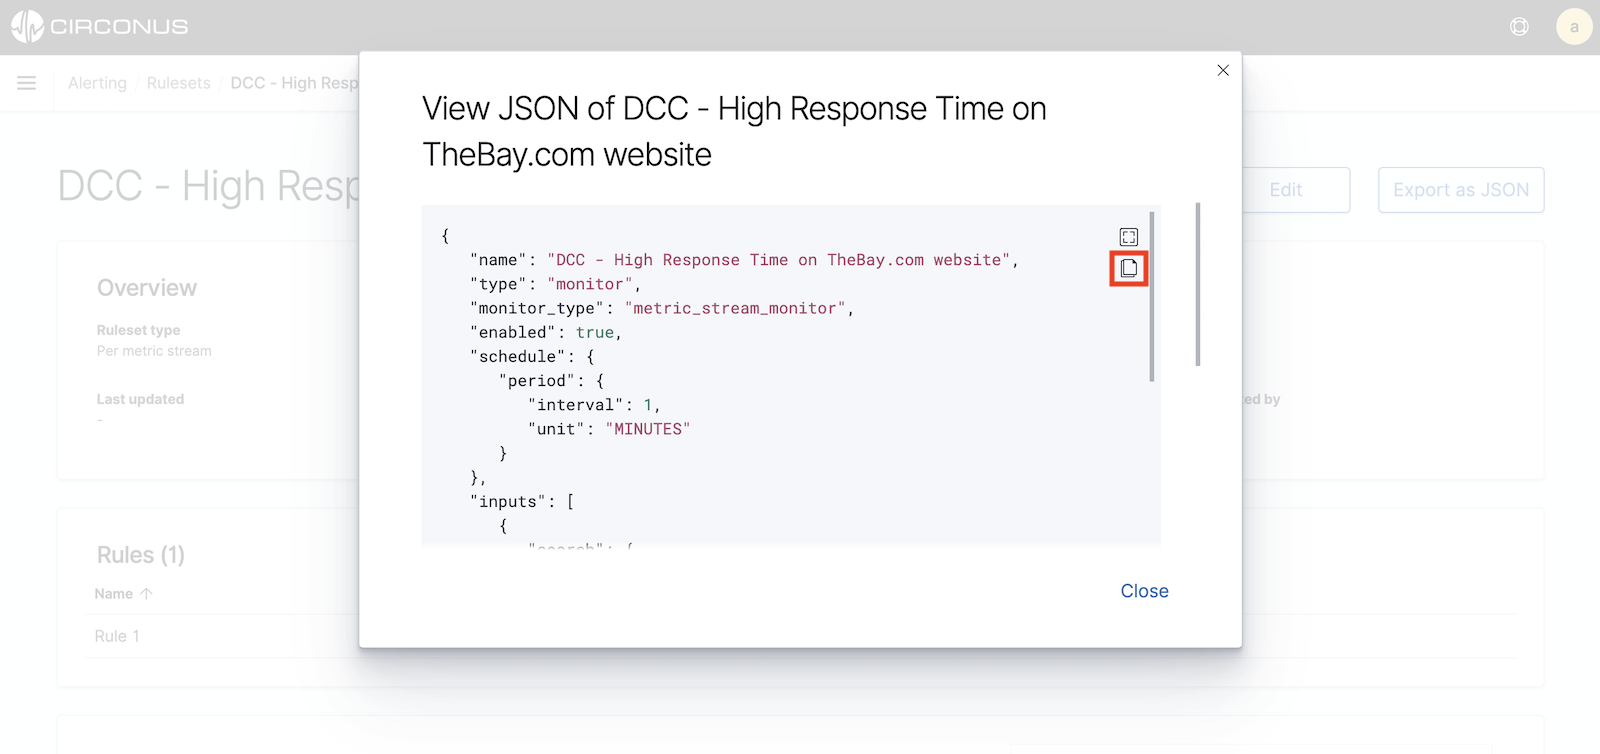 CIRCONUS
a
Alerting / Rulesets / DCC - High Resp
View JSON of DCC - High Response Time on
TheBay.com website
DCC - High Resp
Edit
Export as JSON
{
"name": "DCC - High Response Time on TheBay.com website",
"type": "monitor",
"monitor_type": "metric_stream_monitor",
"enabled": true,
"schedule": {
"period": {
"interval": 1,
"unit": "MINUTES"
}
},
"inputs": [
{
"search": {
Overview
Ruleset type
Per metric stream
Last updated
-
ed by
Rules (1)
Name ↑
Rule 1
Close